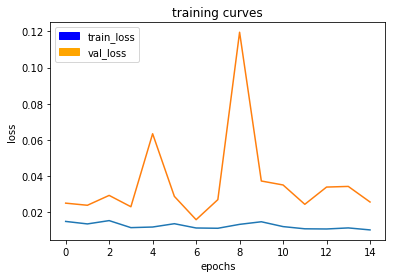 training curves
train_loss
val_loss
0.12
0.10
0.08
0.06
0.04
0.02
loss
0 2 4 6 8 10 12 14
epochs